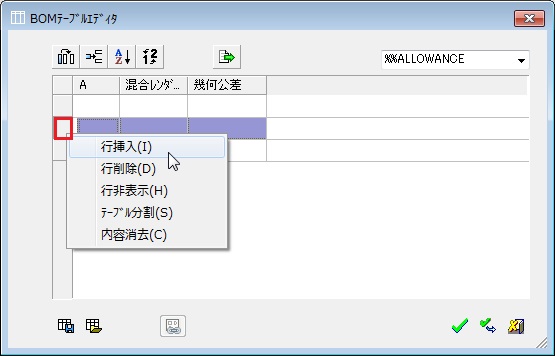 BOMﾃｰﾌﾞﾙｴﾃﾞｨﾀ
%%ALLOWANCE
A 混合ﾚﾝﾀﾞ... 幾何公差
行挿入(I)
行削除(D)
行非表示(H)
ﾃｰﾌﾞﾙ分割(S)
内容消去(C)